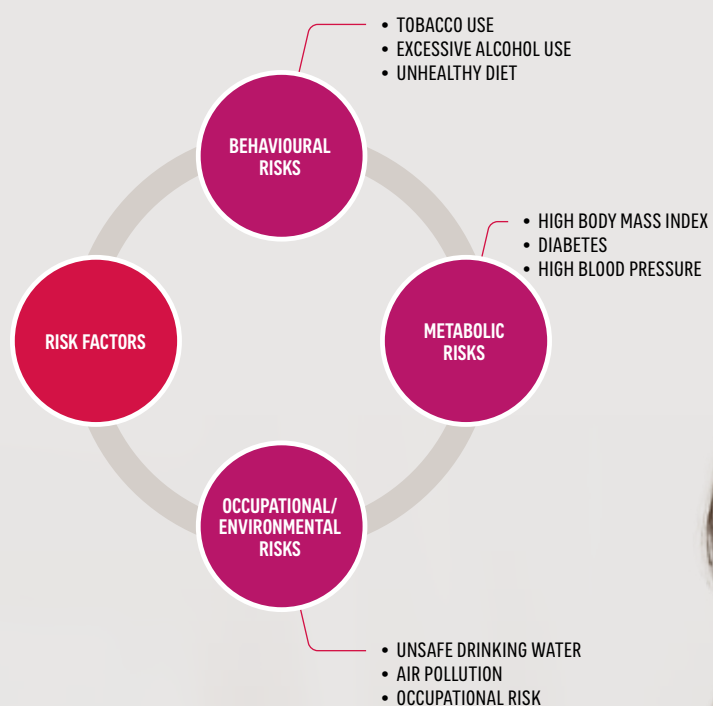 • TOBACCO USE
• EXCESSIVE ALCOHOL USE
• UNHEALTHY DIET
BEHAVIOURAL
RISKS
• HIGH BODY MASS INDEX
• DIABETES
• HIGH BLOOD PRESSURE
RISK FACTORS
METABOLIC
RISKS
OCCUPATIONAL/
ENVIRONMENTAL
RISKS
• UNSAFE DRINKING WATER
• AIR POLLUTION
• OCCUPATIONAL RISK